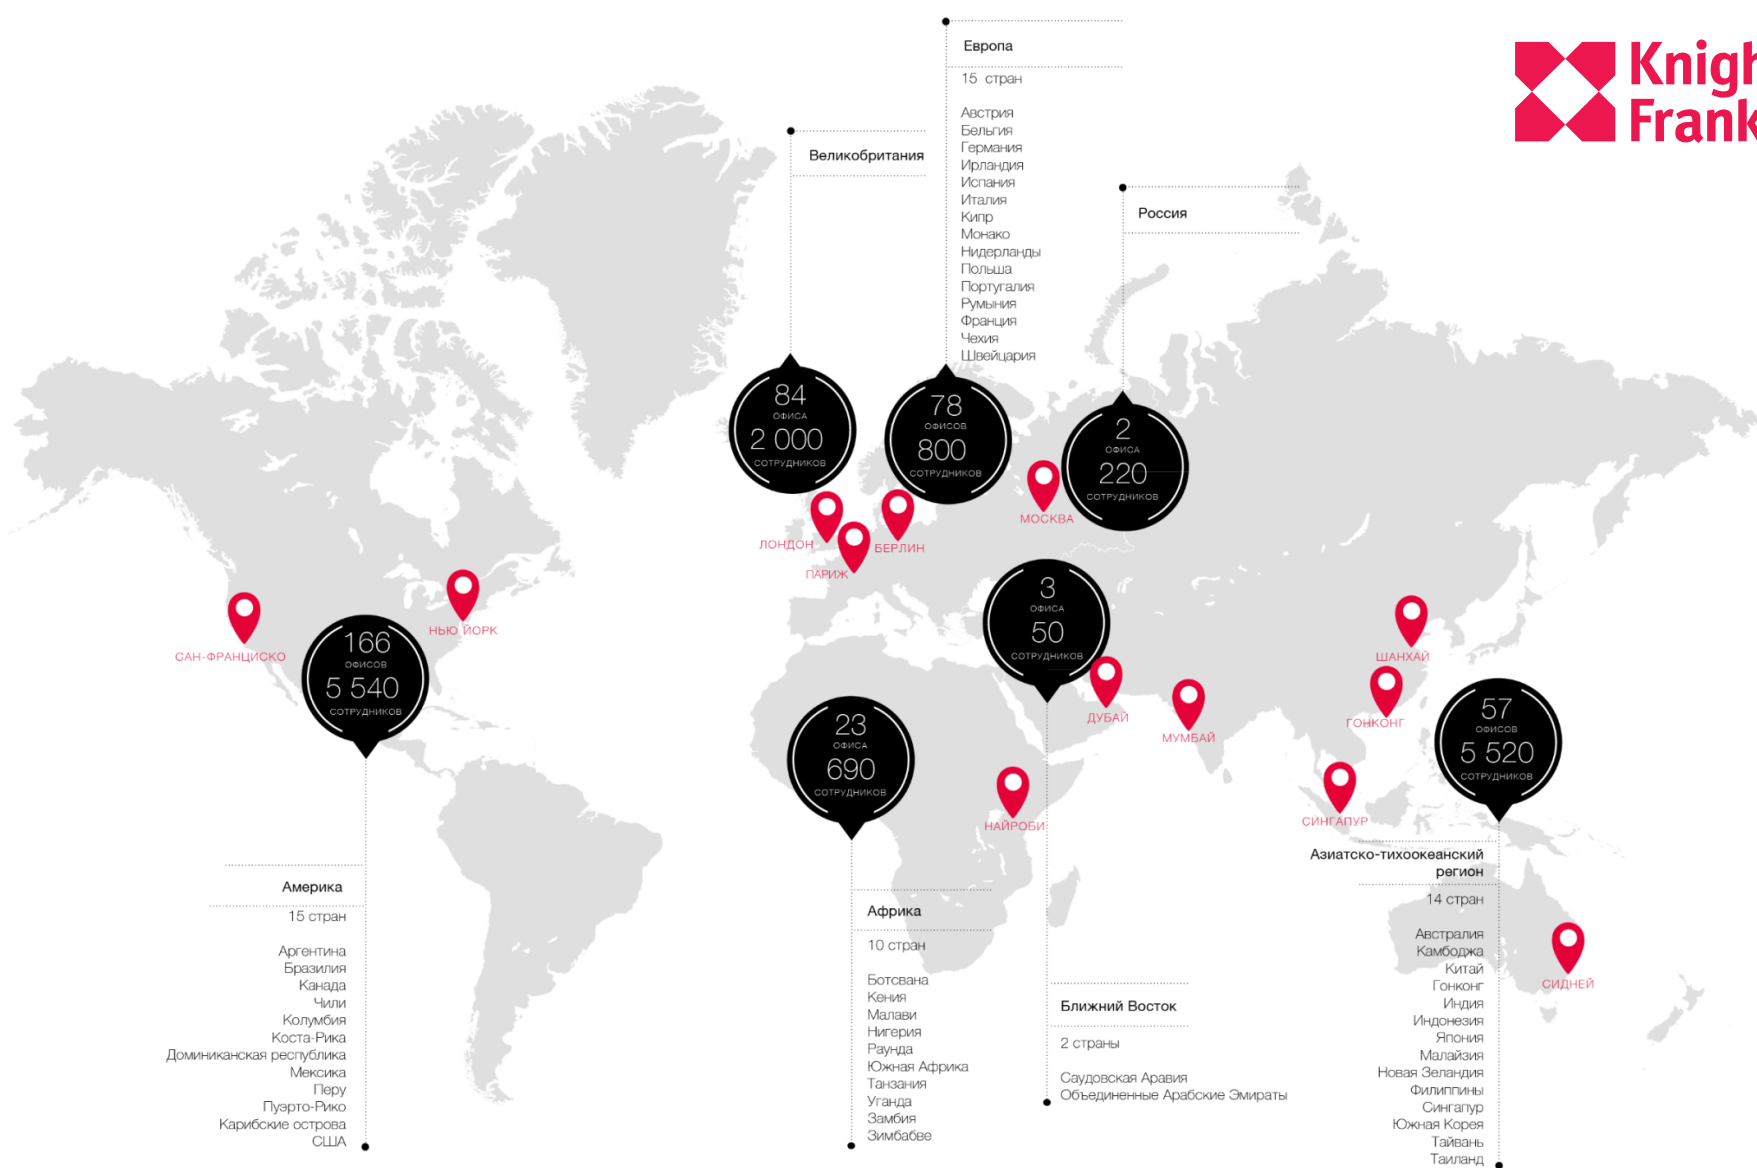 Европа
15 стран
Австрия
Бельгия
Германия
Ирландия
Испания
Италия
Кипр
Монако
Нидерланды
Польша
Португалия
Румыния
Франция
Чехия
Швейцария
Knigh
Frank
Великобритания
Россия
84
ОФИСА
2 000
СОТРУДНИКОВ
78
ОФИСОВ
800
СОТРУДНИКОВ
2
ОФИСА
220
СОТРУДНИКОВ
МОСКВА
ЛОНДОН
БЕРЛИН
ПАРИЖ
НЬЮ ЙОРК
САН-ФРАНЦИСКО
166
ОФИСОВ
5 540
СОТРУДНИКОВ
3
ОФИСА
50
СОТРУДНИКОВ
ШАНХАЙ
ДУБАЙ
ГОНКОНГ
МУМБАЙ
23
ОФИСА
690
СОТРУДНИКОВ
57
ОФИСОВ
5 520
СОТРУДНИКОВ
НАЙРОБИ
СИНГАПУР
Америка
15 стран
Аргентина
Бразилия
Канада
Чили
Колумбия
Коста-Рика
Доминиканская республика
Мексика
Перу
Пуэрто-Рико
Карибские острова
США
Африка
10 стран
Ботсвана
Кения
Малави
Нигерия
Раунда
Южная Африка
Танзания
Уганда
Замбия
Зимбабве
Ближний Восток
2 страны
Саудовская Аравия
Объединенные Арабские Эмираты
Азиатско-тихоокеанский
регион
14 стран
Австралия
Камбоджа
Китай
Гонконг
Индия
Индонезия
Япония
Малайзия
Новая Зеландия
Филиппины
Сингапур
Южная Корея
Тайвань
Таиланд
СИДНЕЙ